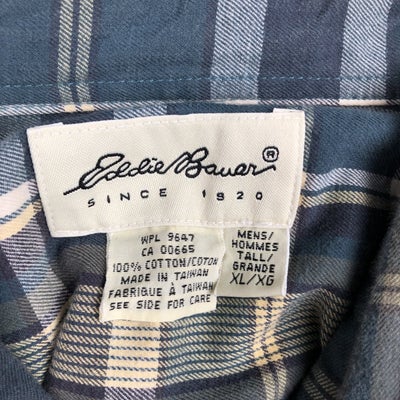 Eddie Bauer®
SINCE 1920
WPL 9647
CA 00665
100% COTTON/COTON
MADE IN TAIWAN
FABRIQUÉ À TAIWAN
SEE SIDE FOR CARE
MENS/
HOMMES
TALL/
GRANDE
XL/XG